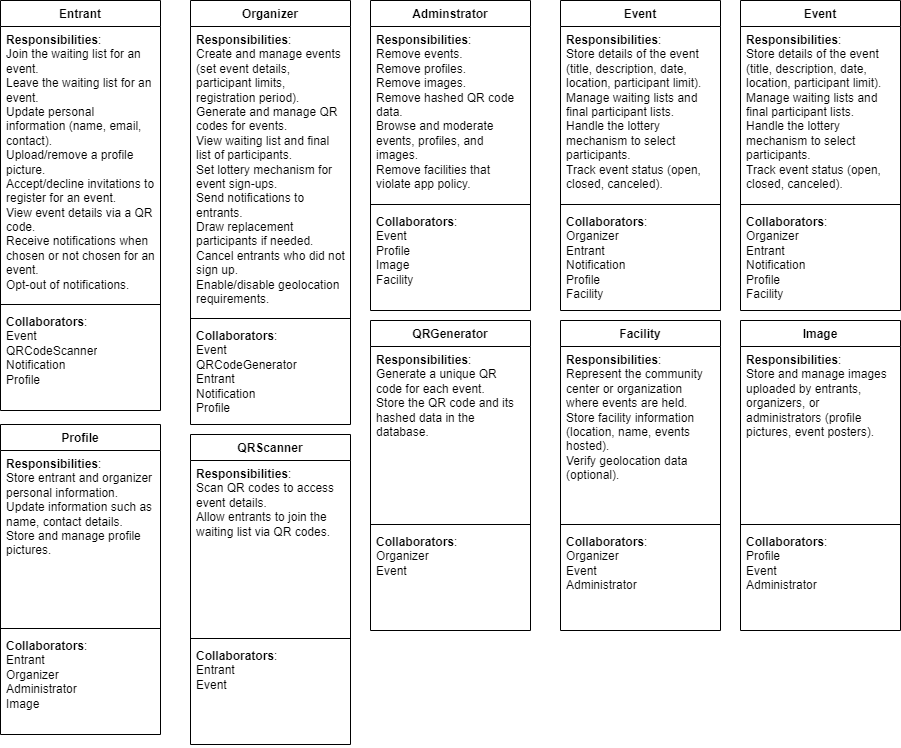 Entrant
Responsibilities:
Join the waiting list for an
event.
Leave the waiting list for an
event.
Update personal
information (name, email,
contact).
Upload/remove a profile
picture.
Accept/decline invitations to
register for an event.
View event details via a QR
code.
Receive notifications when
chosen or not chosen for an
event.
Opt-out of notifications.
Collaborators:
Event
QRCodeScanner
Notification
Profile
Organizer
Responsibilities:
Create and manage events
(set event details,
participant limits,
registration period).
Generate and manage QR
codes for events.
View waiting list and final
list of participants.
Set lottery mechanism for
event sign-ups.
Send notifications to
entrants.
Draw replacement
participants if needed.
Cancel entrants who did not
sign up.
Enable/disable geolocation
requirements.
Collaborators:
Event
QRCodeGenerator
Entrant
Notification
Profile
Adminstrator
Responsibilities:
Remove events.
Remove profiles.
Remove images.
Remove hashed QR code
data.
Browse and moderate
events, profiles, and
images.
Remove facilities that
violate app policy.
Collaborators:
Event
Profile
Image
Facility
Event
Responsibilities:
Store details of the event
(title, description, date,
location, participant limit).
Manage waiting lists and
final participant lists.
Handle the lottery
mechanism to select
participants.
Track event status (open,
closed, canceled).
Collaborators:
Organizer
Entrant
Notification
Profile
Facility
Event
Responsibilities:
Store details of the event
(title, description, date,
location, participant limit).
Manage waiting lists and
final participant lists.
Handle the lottery
mechanism to select
participants.
Track event status (open,
closed, canceled).
Collaborators:
Organizer
Entrant
Notification
Profile
Facility
Profile
Responsibilities:
Store entrant and organizer
personal information.
Update information such as
name, contact details.
Store and manage profile
pictures.
Collaborators:
Entrant
Organizer
Administrator
Image
QRScanner
Responsibilities:
Scan QR codes to access
event details.
Allow entrants to join the
waiting list via QR codes.
Collaborators:
Entrant
Event
QRGenerator
Responsibilities:
Generate a unique QR
code for each event.
Store the QR code and its
hashed data in the
database.
Collaborators:
Organizer
Event
Facility
Responsibilities:
Represent the community
center or organization
where events are held.
Store facility information
(location, name, events
hosted).
Verify geolocation data
(optional).
Collaborators:
Organizer
Event
Administrator
Image
Responsibilities:
Store and manage images
uploaded by entrants,
organizers, or
administrators (profile
pictures, event posters).
Collaborators:
Profile
Event
Administrator